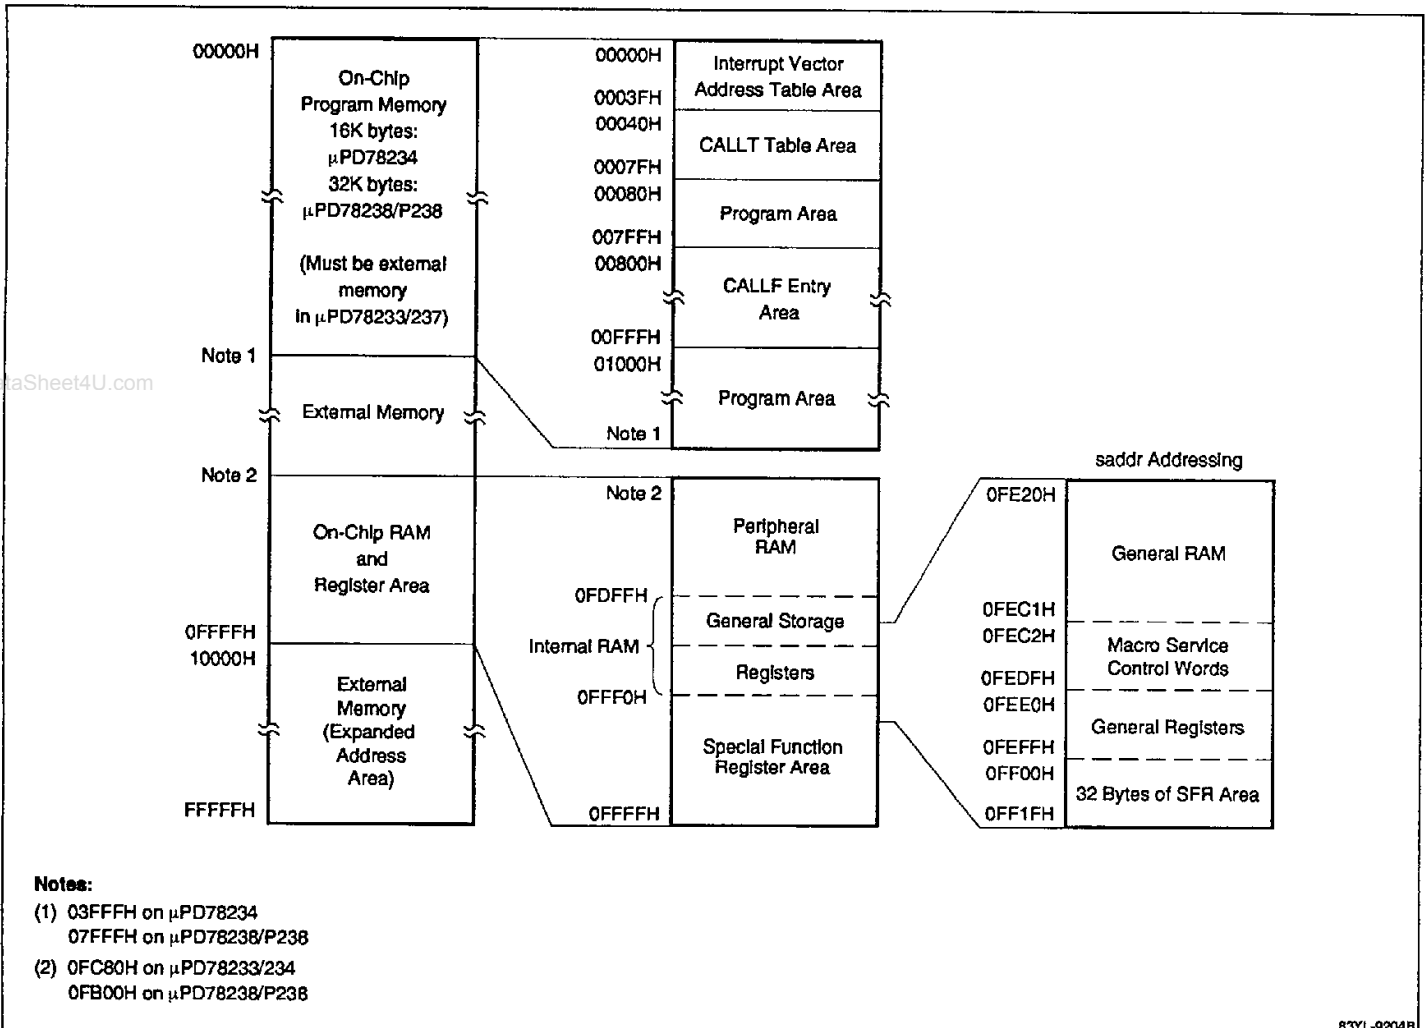 00000H
On-Chip
Program Memory
16K bytes:
μPD78234
32K bytes:
μPD78238/P238
(Must be external
memory
in μPD78233/237)
Note 1
taSheet4U.com
External Memory
Note 2
On-Chip RAM
and
Register Area
0FFFFH
10000H
External
Memory
(Expanded
Address
Area)
FFFFFH
00000H
Interrupt Vector
Address Table Area
0003FH
00040H
CALLT Table Area
0007FH
00080H
Program Area
007FFH
00800H
CALLF Entry
Area
00FFFH
01000H
Program Area
Note 1
Note 2
Peripheral
RAM
0FDFFH
General Storage
Internal RAM
Registers
0FFF0H
Special Function
Register Area
0FFFFH
saddr Addressing
0FE20H
General RAM
0FEC1H
0FEC2H
Macro Service
Control Words
0FEDFH
0FEE0H
General Registers
0FEFFH
0FF00H
32 Bytes of SFR Area
0FF1FH
Notes:
(1) 03FFFH on μPD78234
07FFFH on μPD78238/P238
(2) 0FC80H on μPD78233/234
0FB00H on μPD78238/P238
83YL-9204B